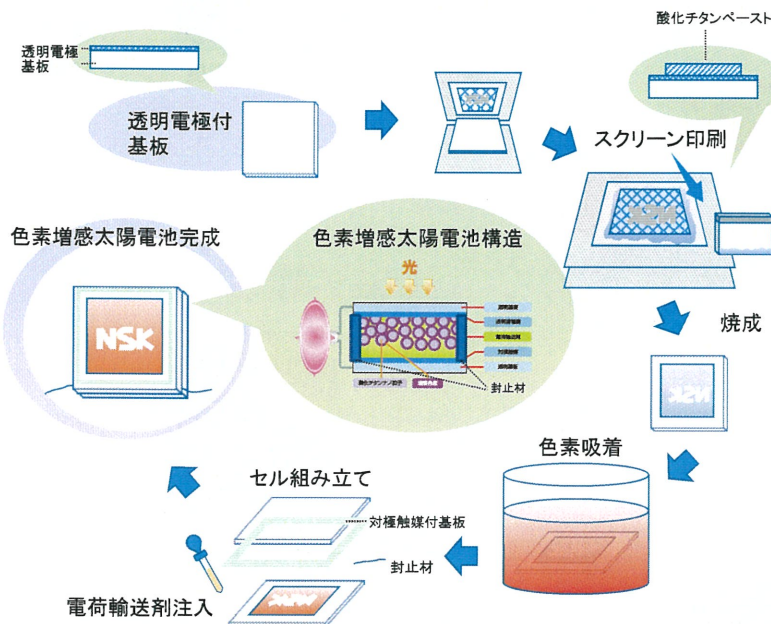 透明電極
基板
透明電極付
基板
酸化チタンペースト
スクリーン印刷
色素増感太陽電池完成
NSK
色素増感太陽電池構造
光
封止材
焼成
色素吸着
セル組み立て
対極触媒付基板
封止材
電荷輸送剤注入